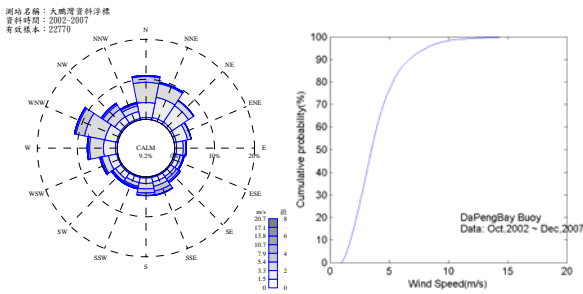 測站名稱：大鵬灣資料浮標
資料時間：2002-2007
有效樣本：22770
N
NNE
NE
ENE
E
ESE
SE
SSE
S
SSW
SW
WSW
W
WNW
NW
NNW
CALM
9.2%
10%
20%
m/s 級
20.7 8
17.1
13.8 6
10.7
7.9 4
5.4
3.3 2
1.5
0 0
Cumulative probability(%)
100
90
80
70
60
50
40
30
20
10
0
0 5 10 15 20
Wind Speed(m/s)
DaPengBay Buoy
Data: Oct,2002 ~ Dec,2007